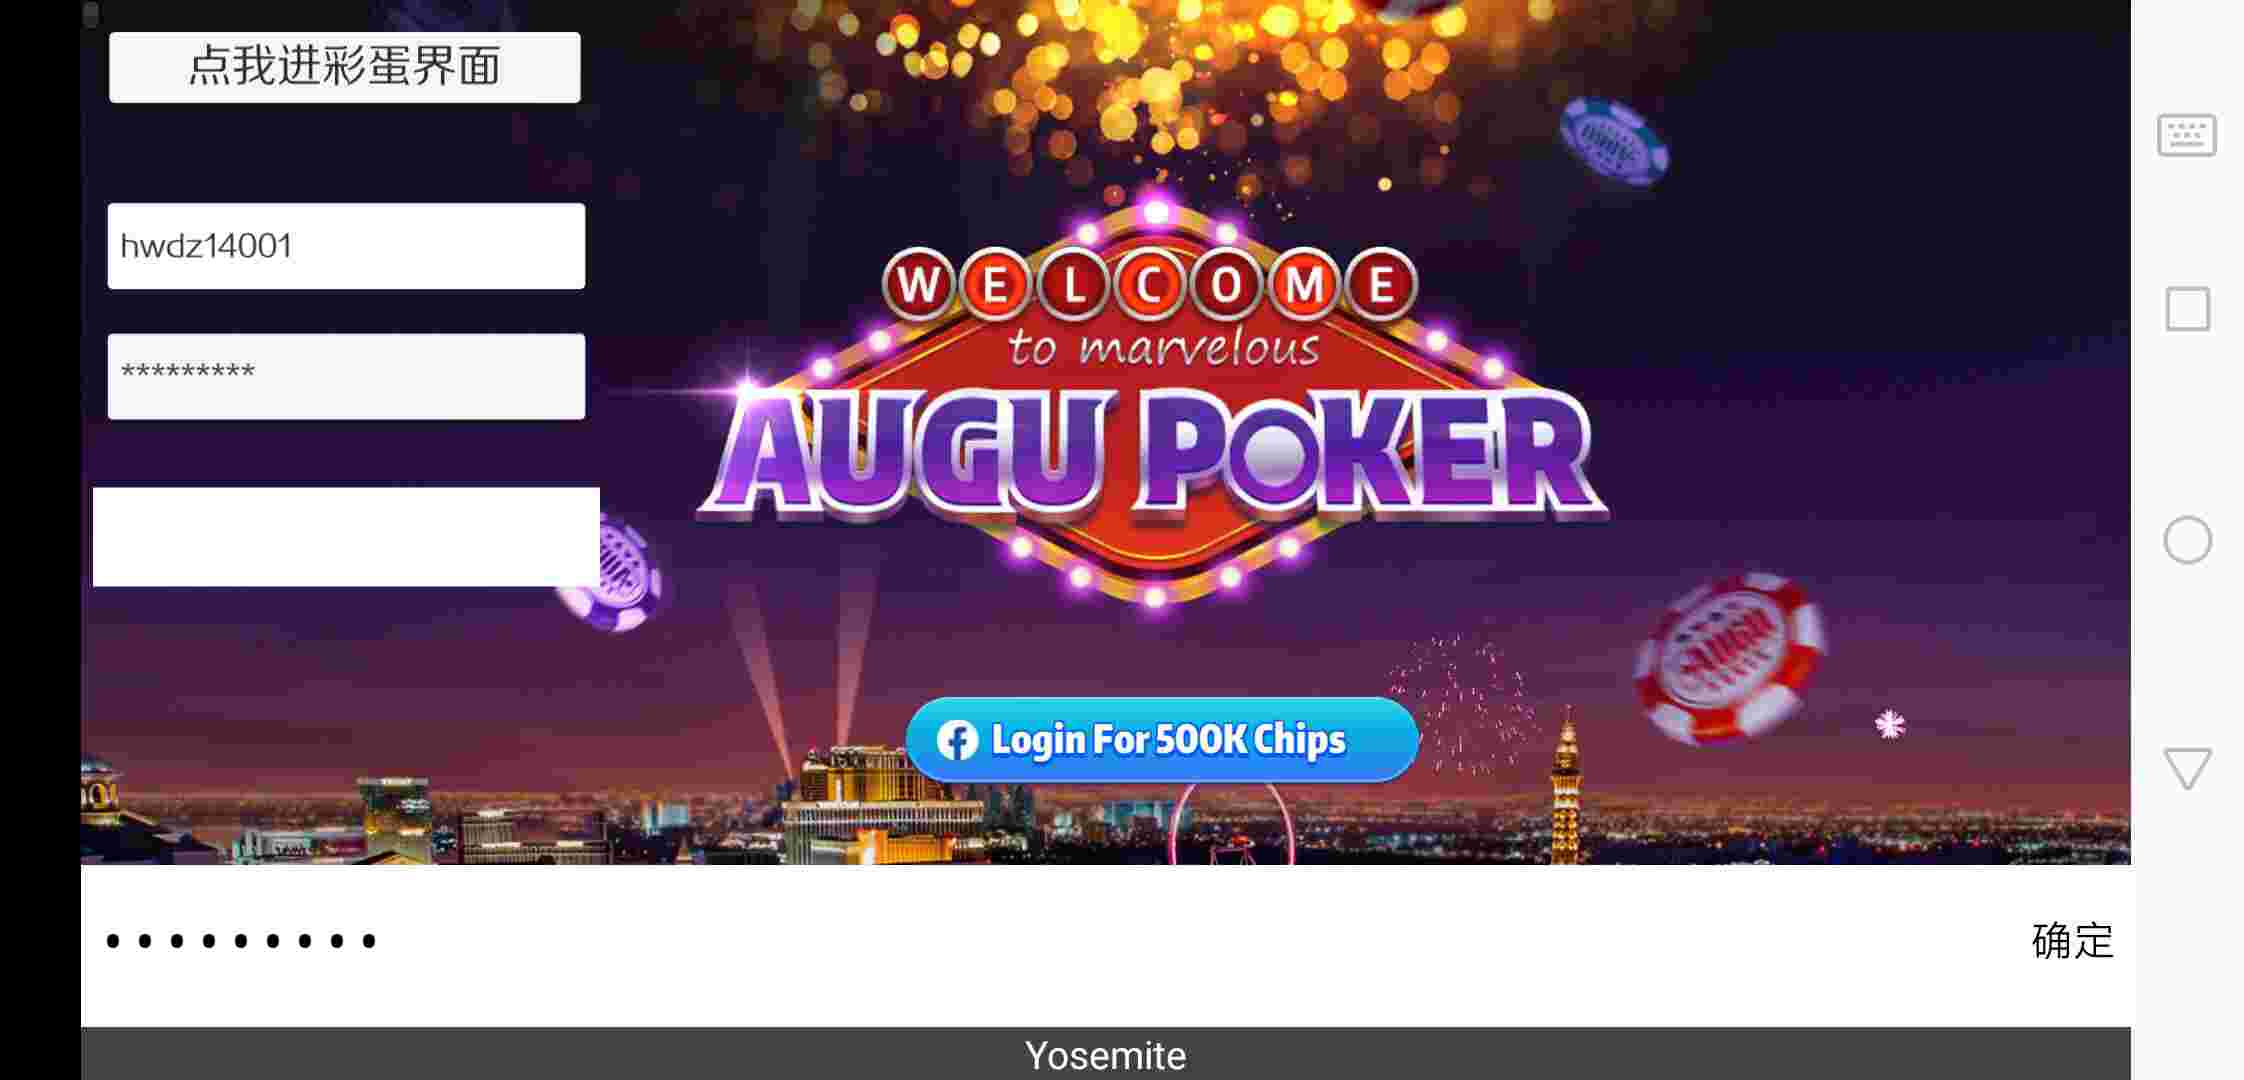 点我进彩蛋界面
hwdz14001
*********
WELCOME
to marvelous
AUGU POKER
AUGU
Login For 500K Chips
•••••••••
确定
Yosemite